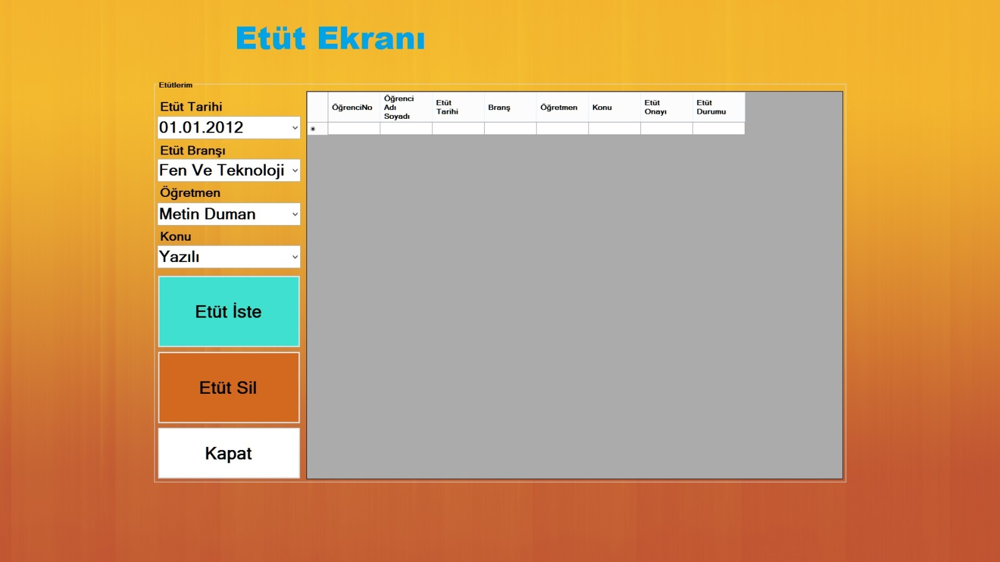 Etüt Ekranı
Etütlerim
Etüt Tarihi
01.01.2012
Etüt Branşı
Fen Ve Teknoloji
Öğretmen
Metin Duman
Konu
Yazılı
Etüt İste
Etüt Sil
Kapat
ÖğrenciNo
Öğrenci
Adı
Soyadı
Etüt
Tarihi
Branş
Öğretmen
Konu
Etüt
Onayı
Etüt
Durumu